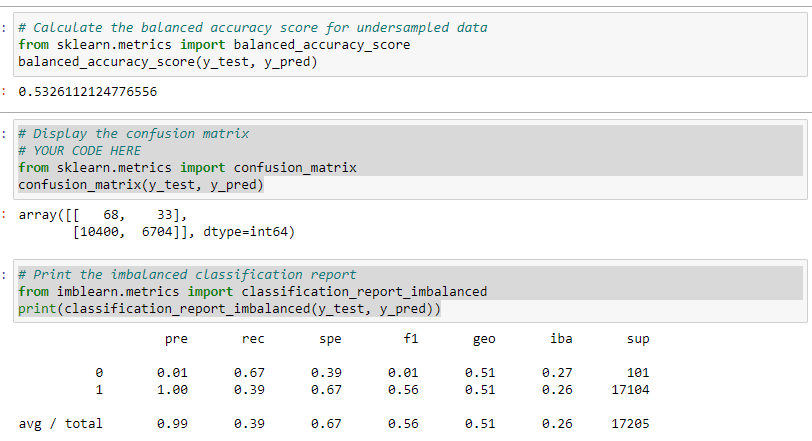 : # Calculate the balanced accuracy score for undersampled data
from sklearn.metrics import balanced_accuracy_score
balanced_accuracy_score(y_test, y_pred)
: 0.5326112124776556
: # Display the confusion matrix
# YOUR CODE HERE
from sklearn.metrics import confusion_matrix
confusion_matrix(y_test, y_pred)
: array([[   68,    33],
       [10400,  6704]], dtype=int64)
: # Print the imbalanced classification report
from imblearn.metrics import classification_report_imbalanced
print(classification_report_imbalanced(y_test, y_pred))
pre rec spe f1 geo iba sup
0 0.01 0.67 0.39 0.01 0.51 0.27 101
1 1.00 0.39 0.67 0.56 0.51 0.26 17104
avg / total 0.99 0.39 0.67 0.56 0.51 0.26 17205